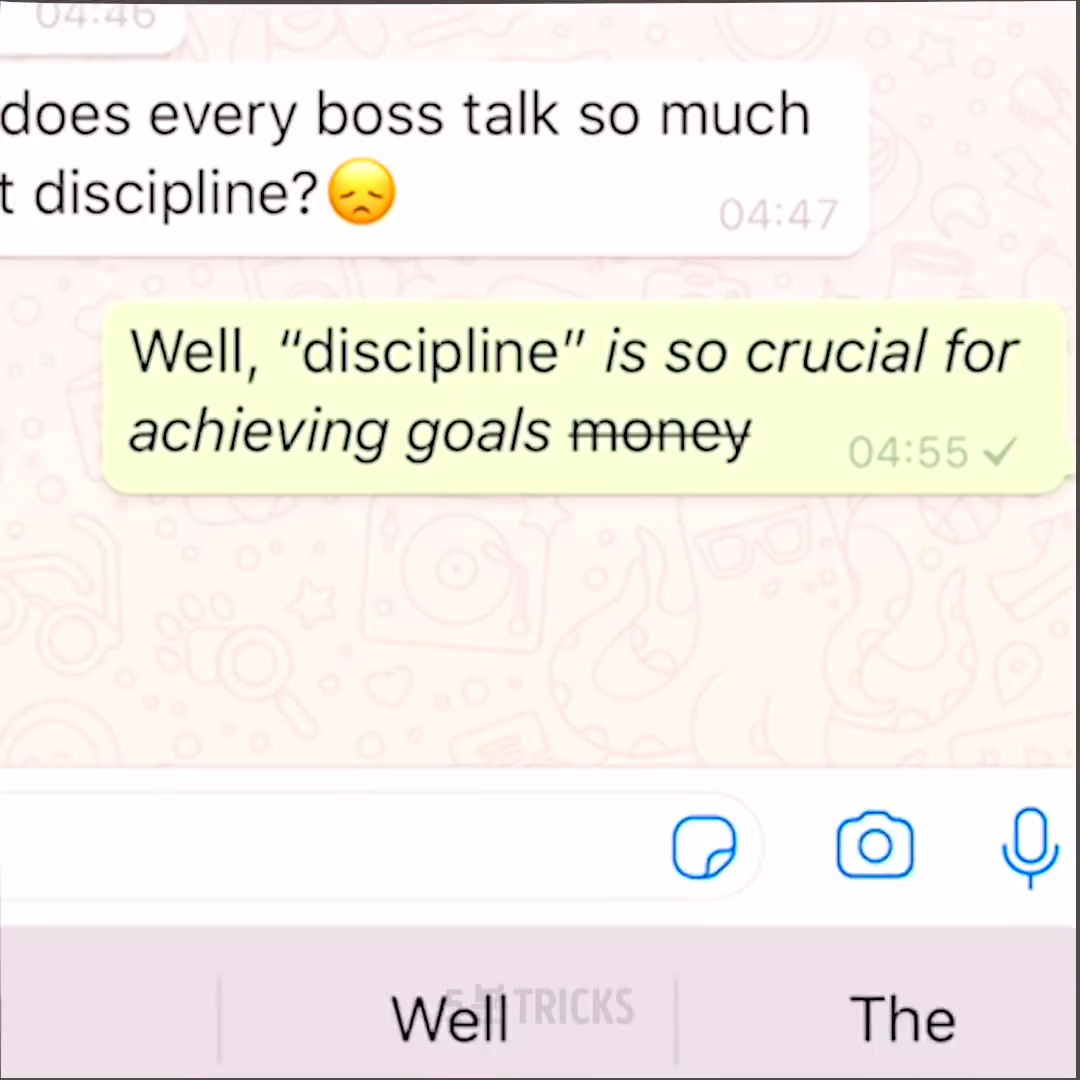 04:46
does every boss talk so much
t discipline?😞
04:47
Well, “discipline” is so crucial for
achieving goals money
04:55
Well
TRICKS
The